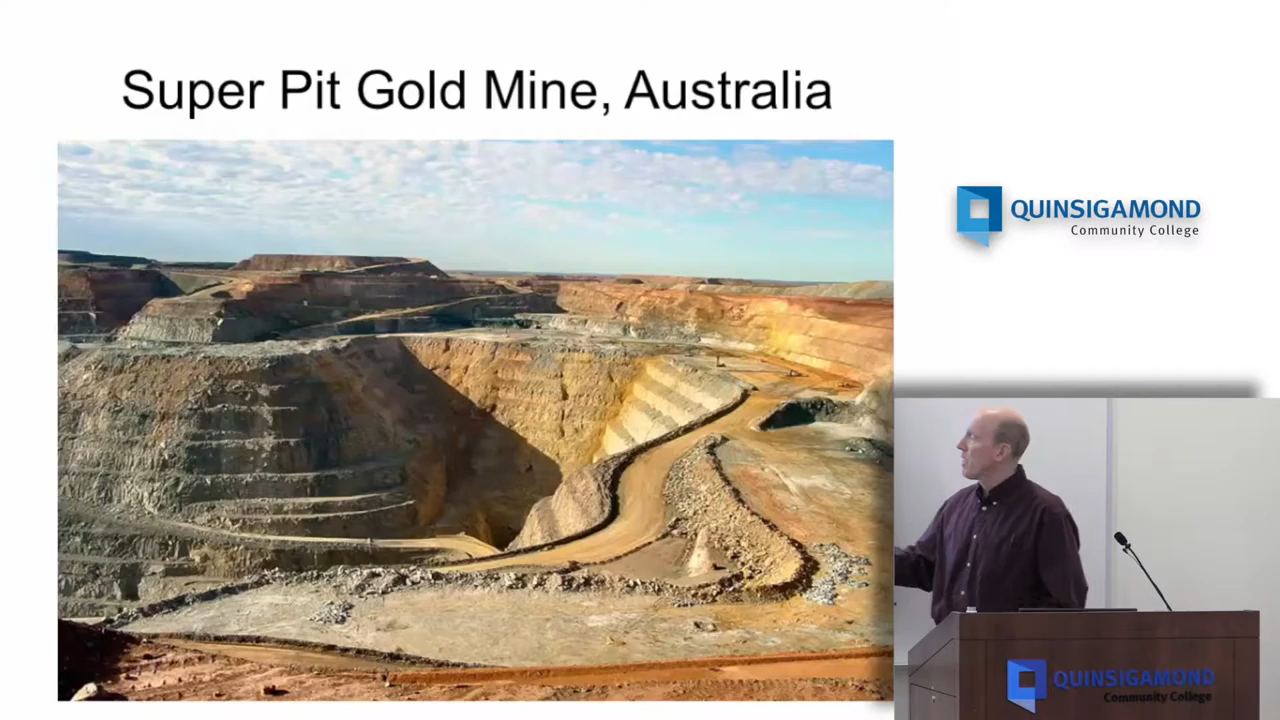 Super Pit Gold Mine, Australia
QUINSIGAMOND
Community College
QUINSIGAMOND
Community College